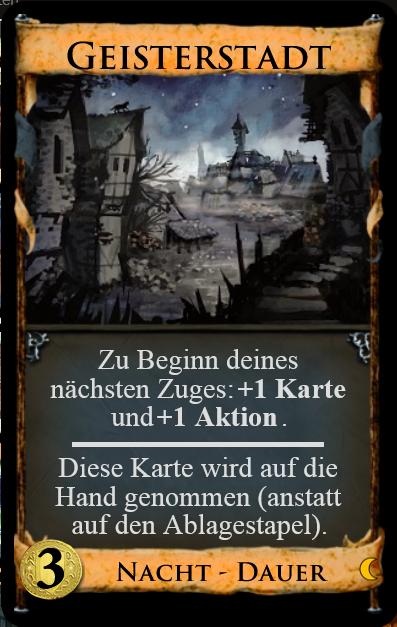 GEISTERSTADT
Zu Beginn deines
nächsten Zuges: +1 Karte
und +1 Aktion .
Diese Karte wird auf die
Hand genommen (anstatt
auf den Ablagestapel).
3
NACHT - DAUER